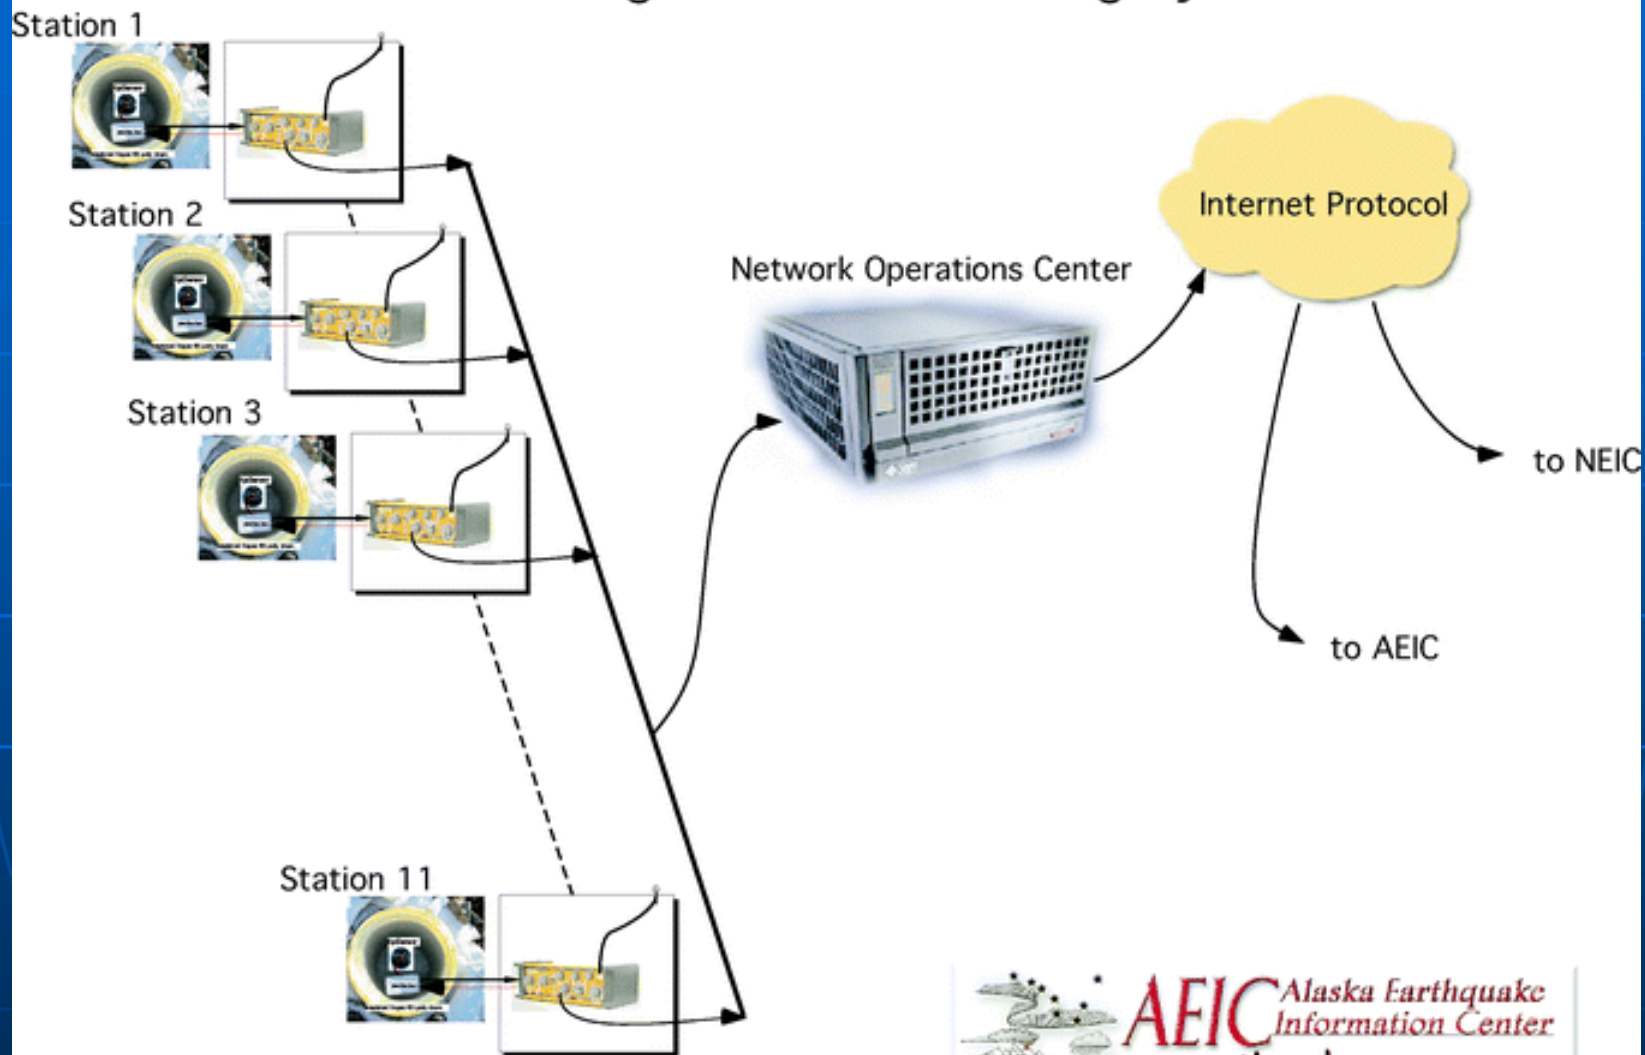 Station 1
Station 2
Station 3
Station 11
Network Operations Center
Internet Protocol
to NEIC
to AEIC
AEIC Alaska Earthquake
Information Center